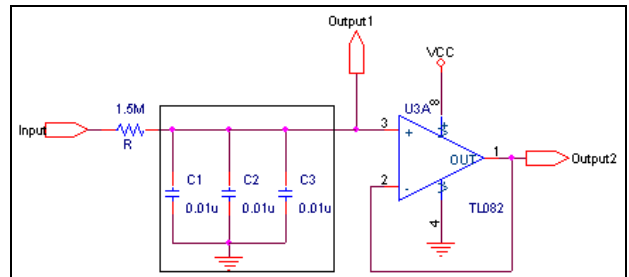 Output1
VCC
1.5M
Input
R
U3A
8
3
+
+
C1
C2
C3
OUT
1
Output2
2
-
-
0.01u
0.01u
0.01u
TL082
4